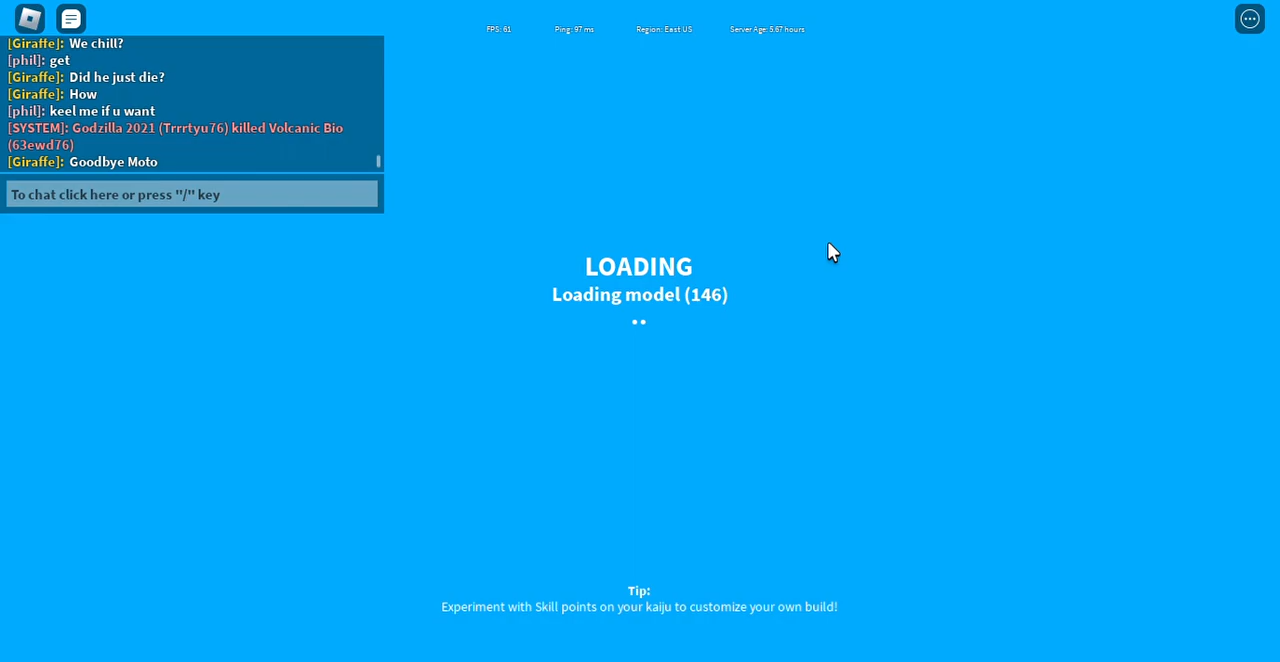 FPS: 61 Ping: 97 ms Region: East US Server Age: 5.67 hours
[Giraffe]: We chill?
[phil]: get
[Giraffe]: Did he just die?
[Giraffe]: How
[phil]: keel me if u want
[SYSTEM]: Godzilla 2021 (Trrrtyu76) killed Volcanic Bio
(63ewd76)
[Giraffe]: Goodbye Moto
To chat click here or press "/" key
LOADING
Loading model (146)
Tip:
Experiment with Skill points on your kaiju to customize your own build!